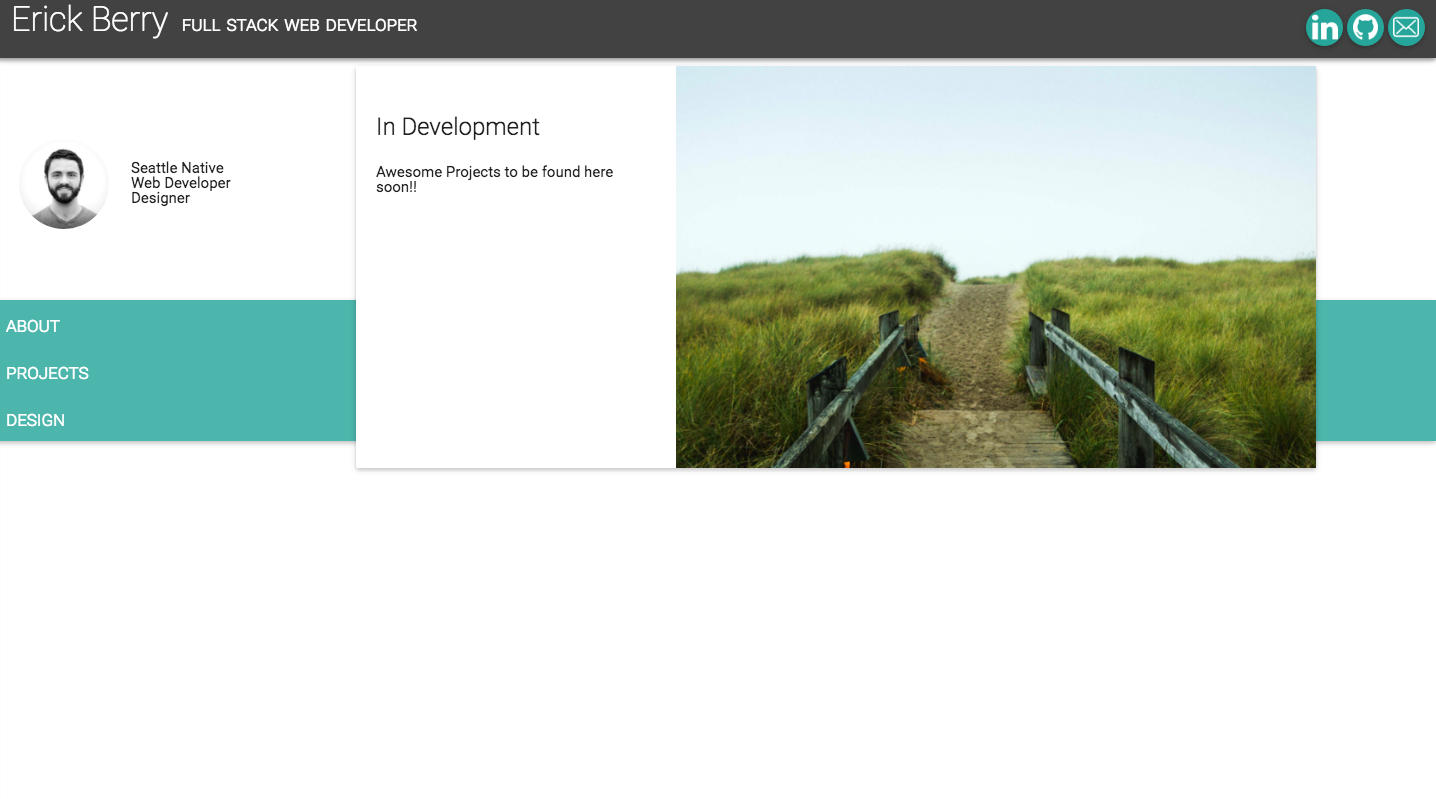 Erick Berry FULL STACK WEB DEVELOPER
in
Seattle Native
Web Developer
Designer
In Development
Awesome Projects to be found here
soon!!
ABOUT
PROJECTS
DESIGN